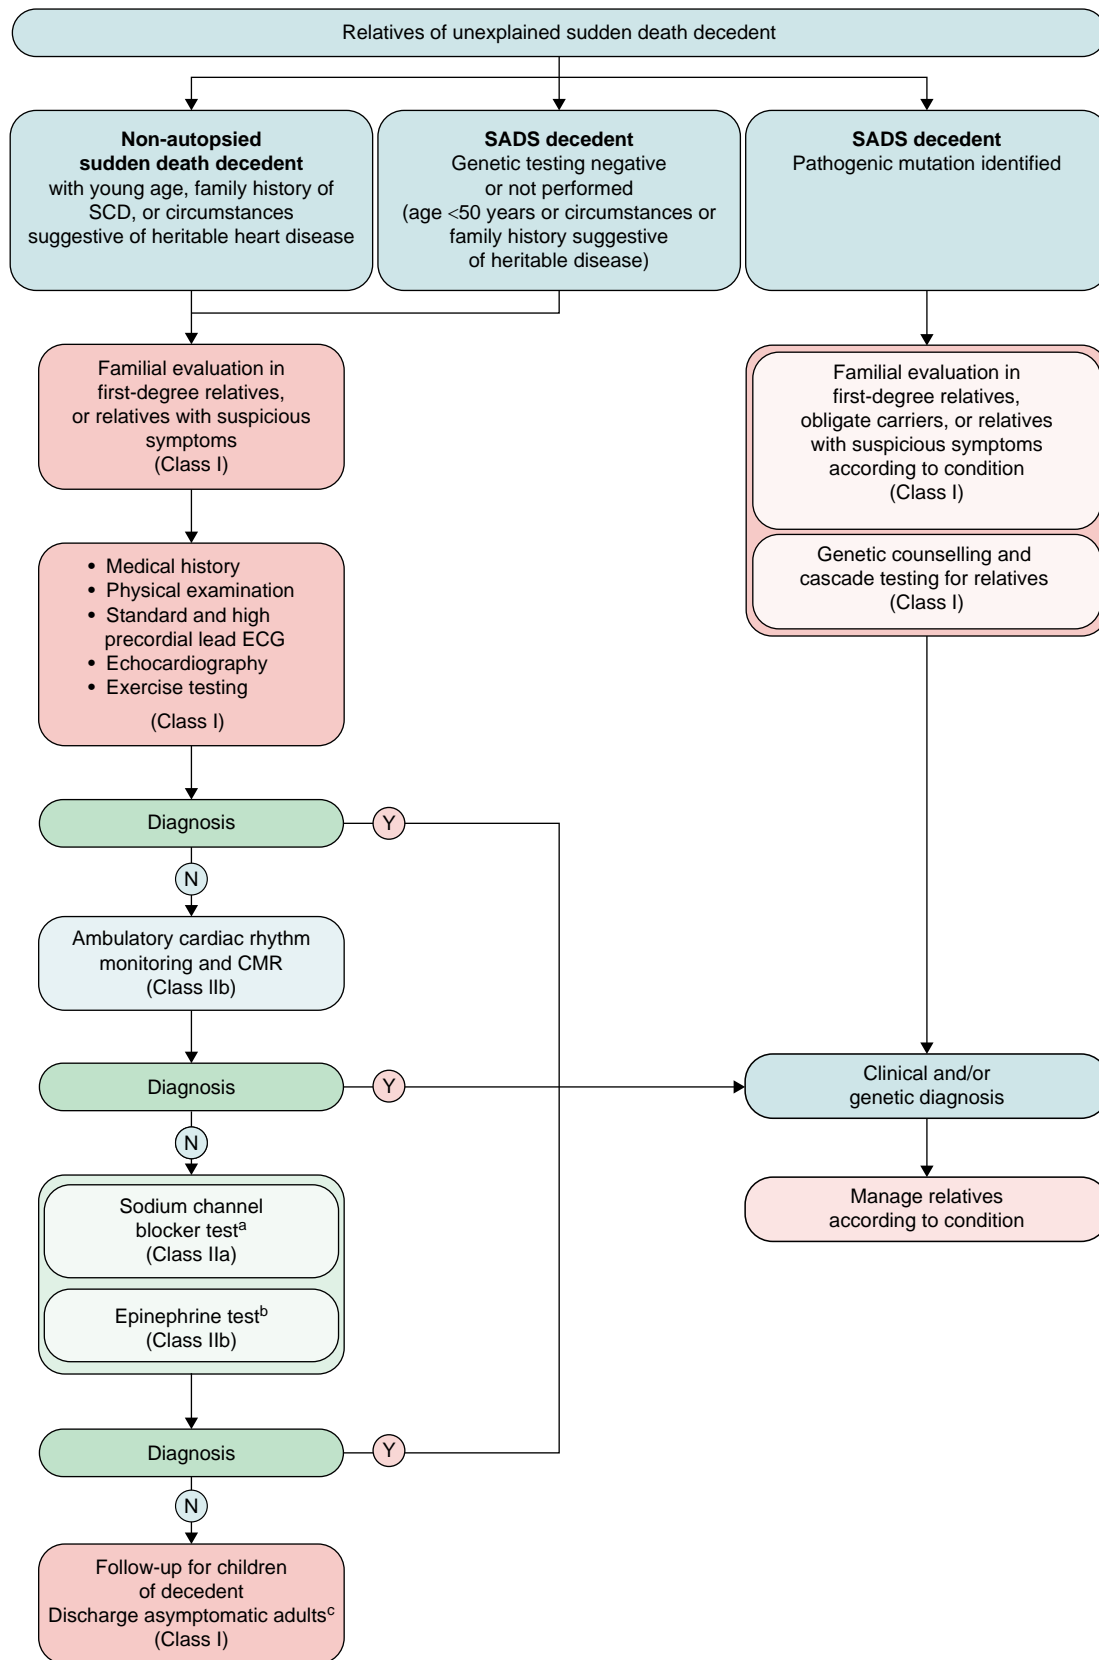 Relatives of unexplained sudden death decedent
Non-autopsied
sudden death decedent
with young age, family history of
SCD, or circumstances
suggestive of heritable heart disease
SADS decedent
Genetic testing negative
or not performed
(age <50 years or circumstances or
family history suggestive
of heritable disease)
SADS decedent
Pathogenic mutation identified
Familial evaluation in
first-degree relatives,
or relatives with suspicious
symptoms
(Class I)
Familial evaluation in
first-degree relatives,
obligate carriers, or relatives
with suspicious symptoms
according to condition
(Class I)
Genetic counselling and
cascade testing for relatives
(Class I)
• Medical history
• Physical examination
• Standard and high
precordial lead ECG
• Echocardiography
• Exercise testing
(Class I)
Diagnosis
Y
N
Ambulatory cardiac rhythm
monitoring and CMR
(Class IIb)
Diagnosis
Y
N
Clinical and/or
genetic diagnosis
Manage relatives
according to condition
Sodium channel
blocker testᵃ
(Class IIa)
Epinephrine testᵇ
(Class IIb)
Diagnosis
Y
N
Follow-up for children
of decedent
Discharge asymptomatic adultsᶜ
(Class I)